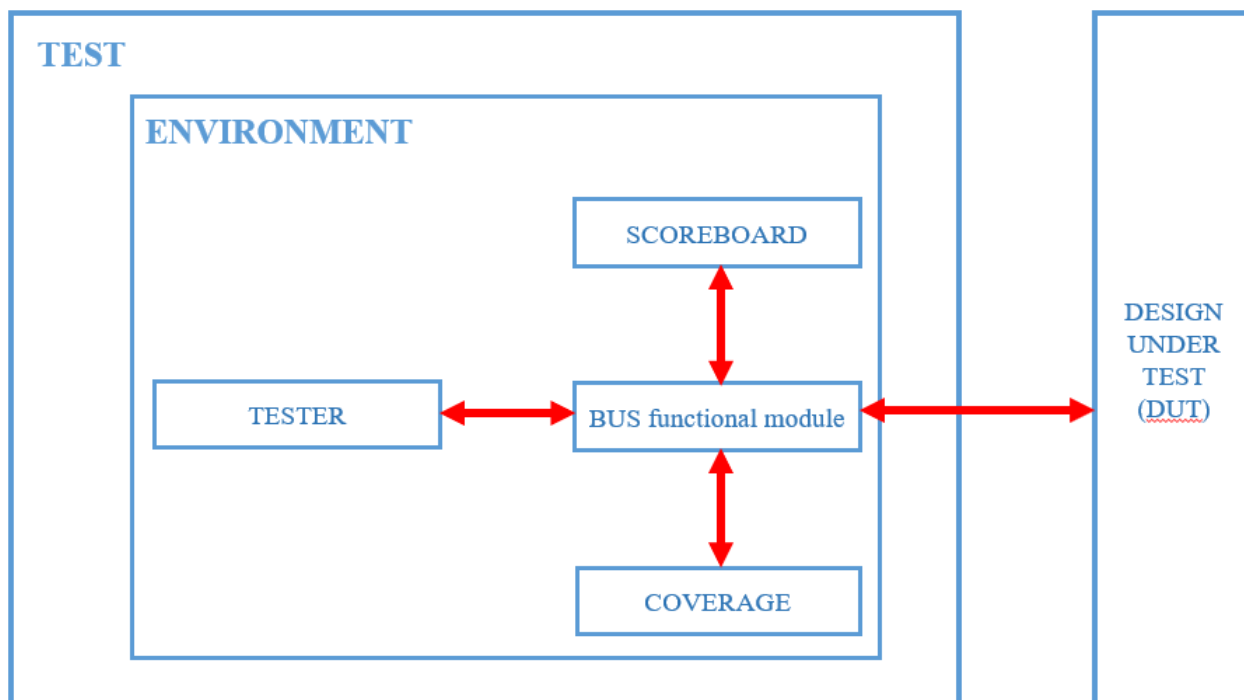 TEST
ENVIRONMENT
SCOREBOARD
TESTER
BUS functional module
COVERAGE
DESIGN
UNDER
TEST
(DUT)